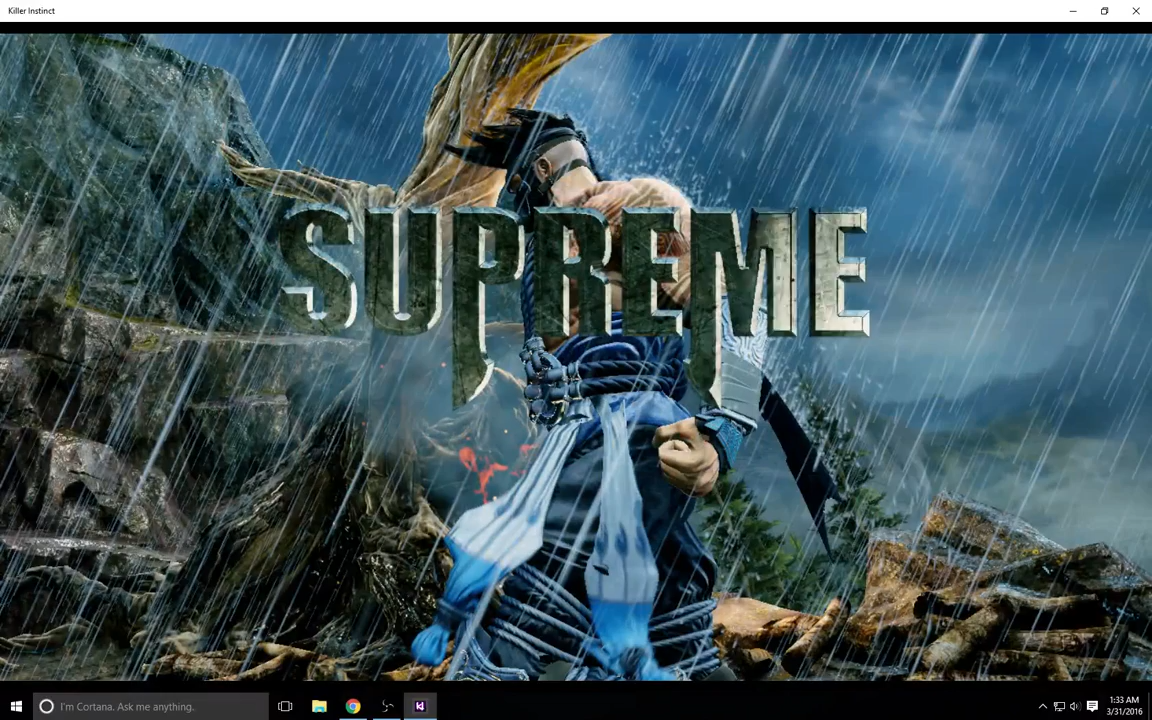 Killer Instinct
SUPREME
I'm Cortana. Ask me anything.
1:33 AM
3/31/2016